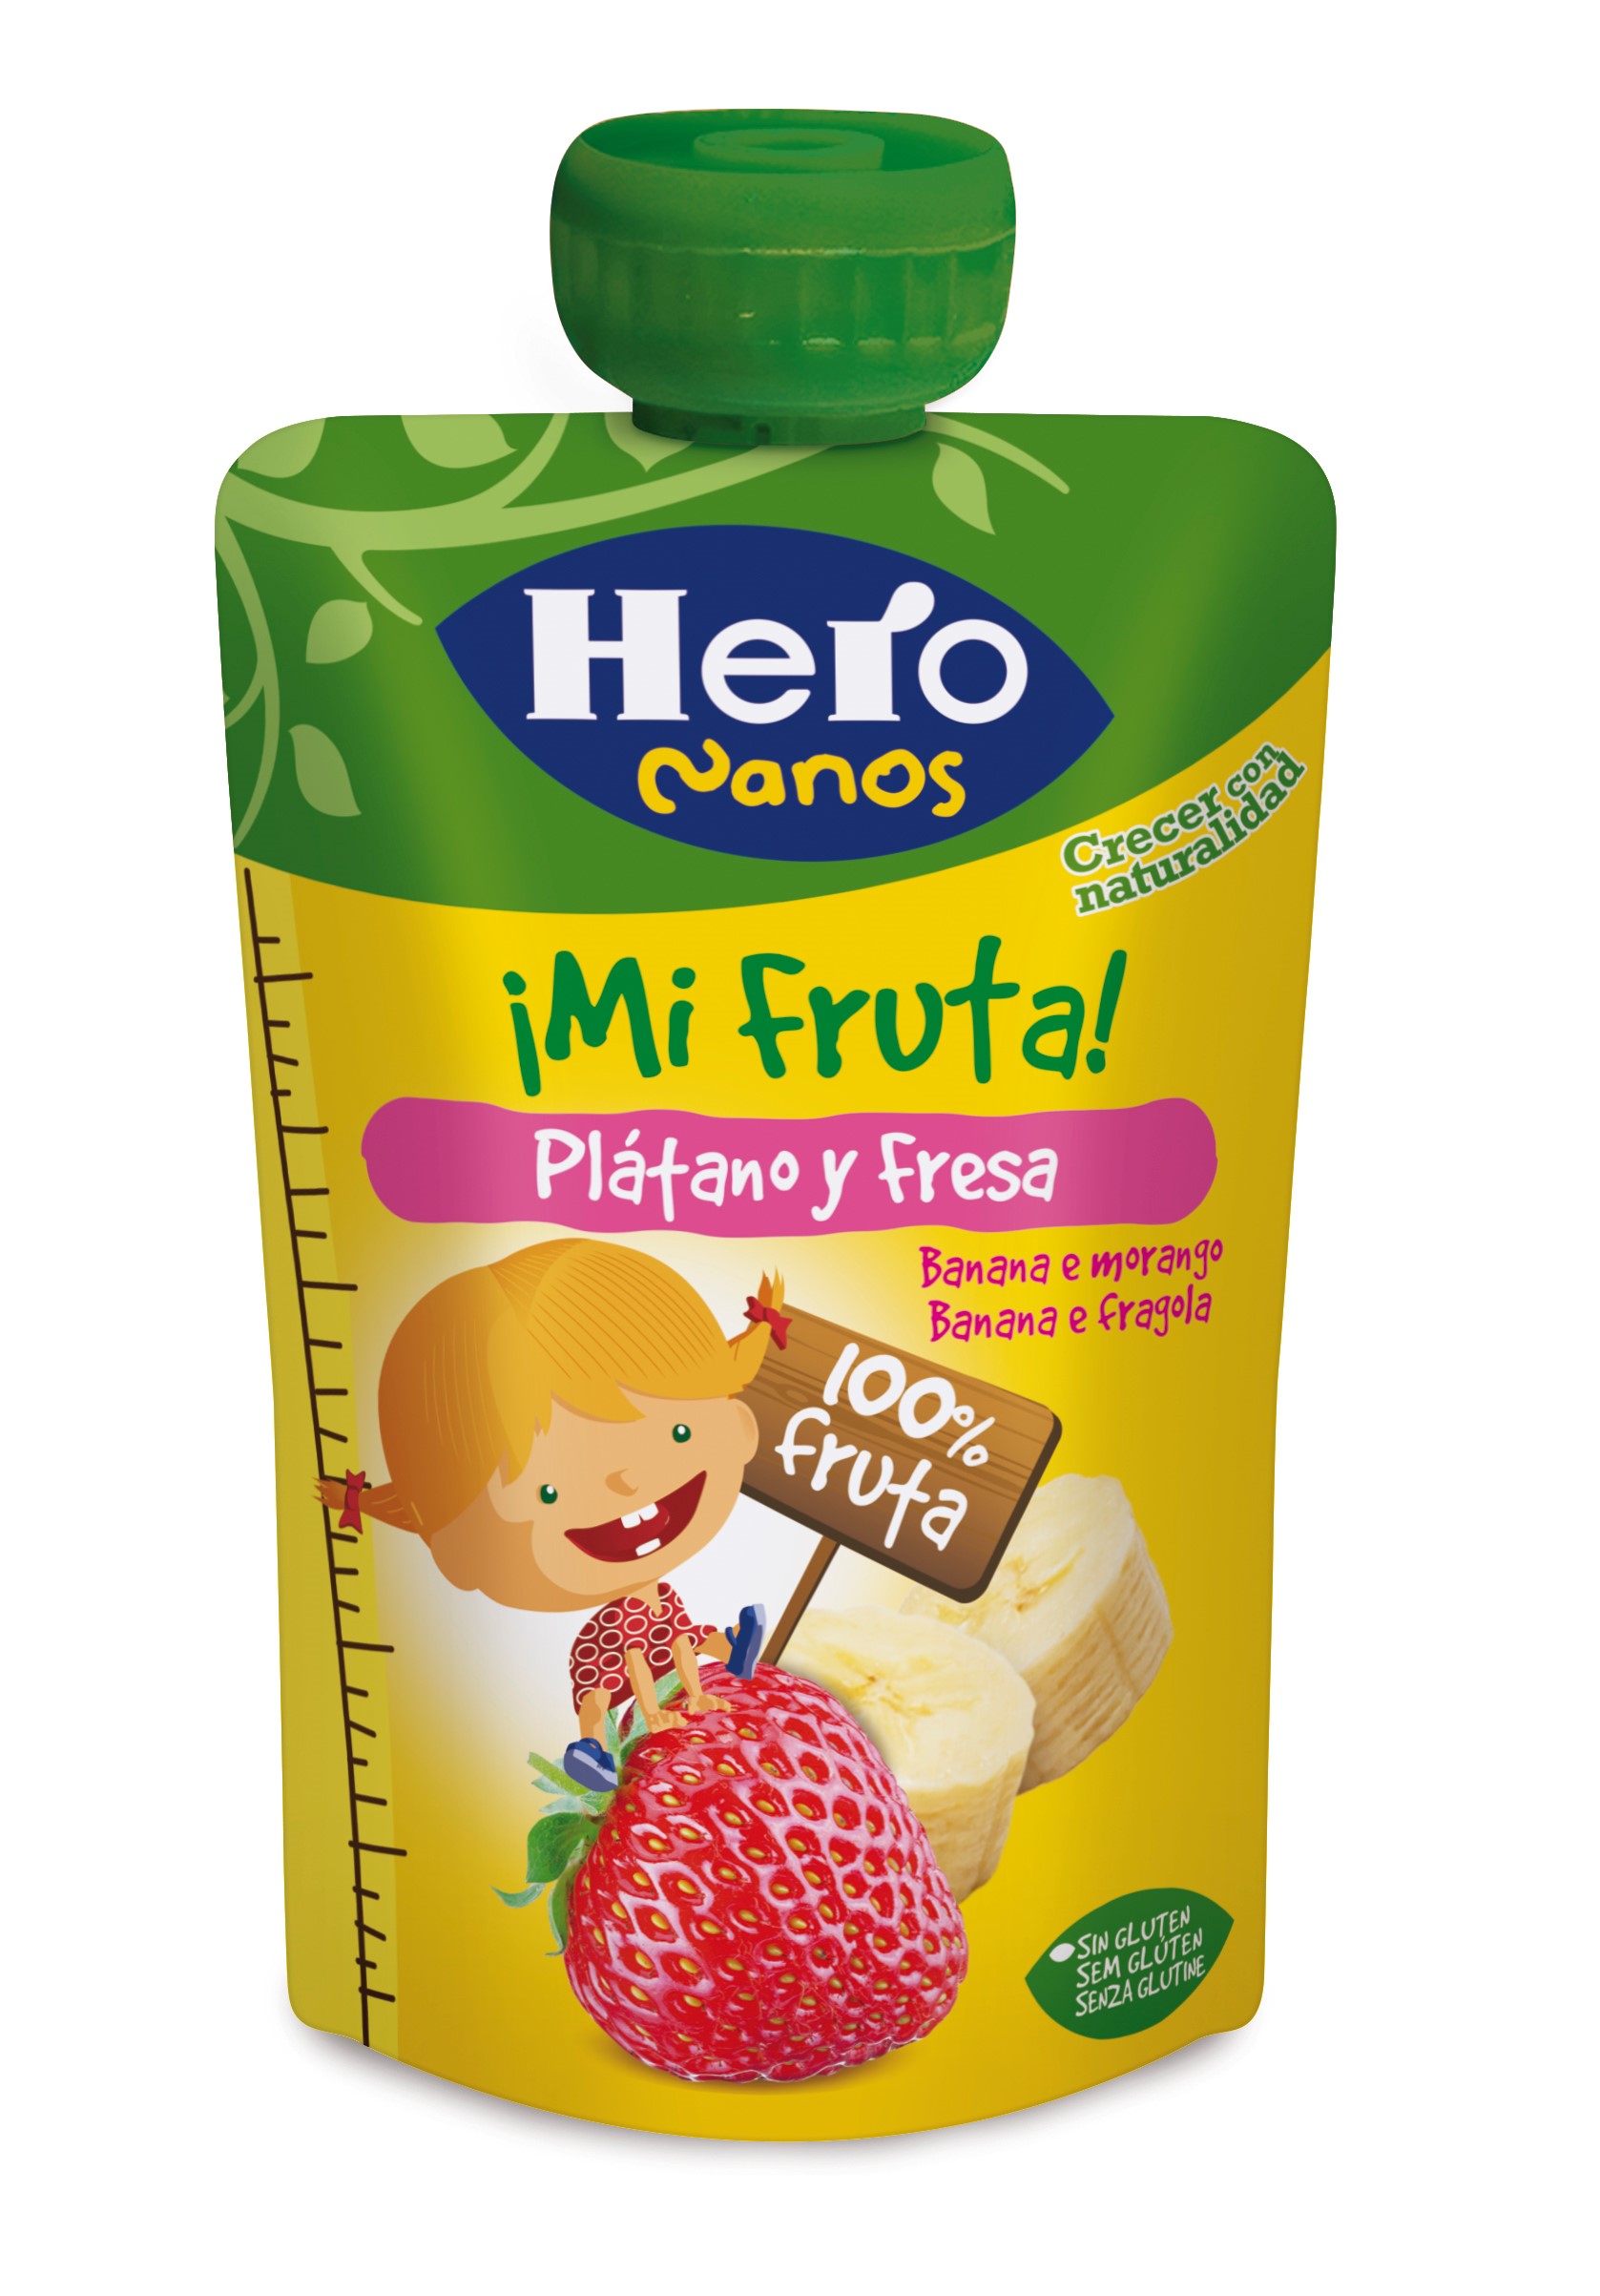 Hero
Nanos
Crecer con
naturalidad
¡Mi fruta!
Plátano y fresa
Banana e morango
Banana e fragola
100%
fruta
SIN GLUTEN
SEM GLÚTEN
SENZA GLUTINE